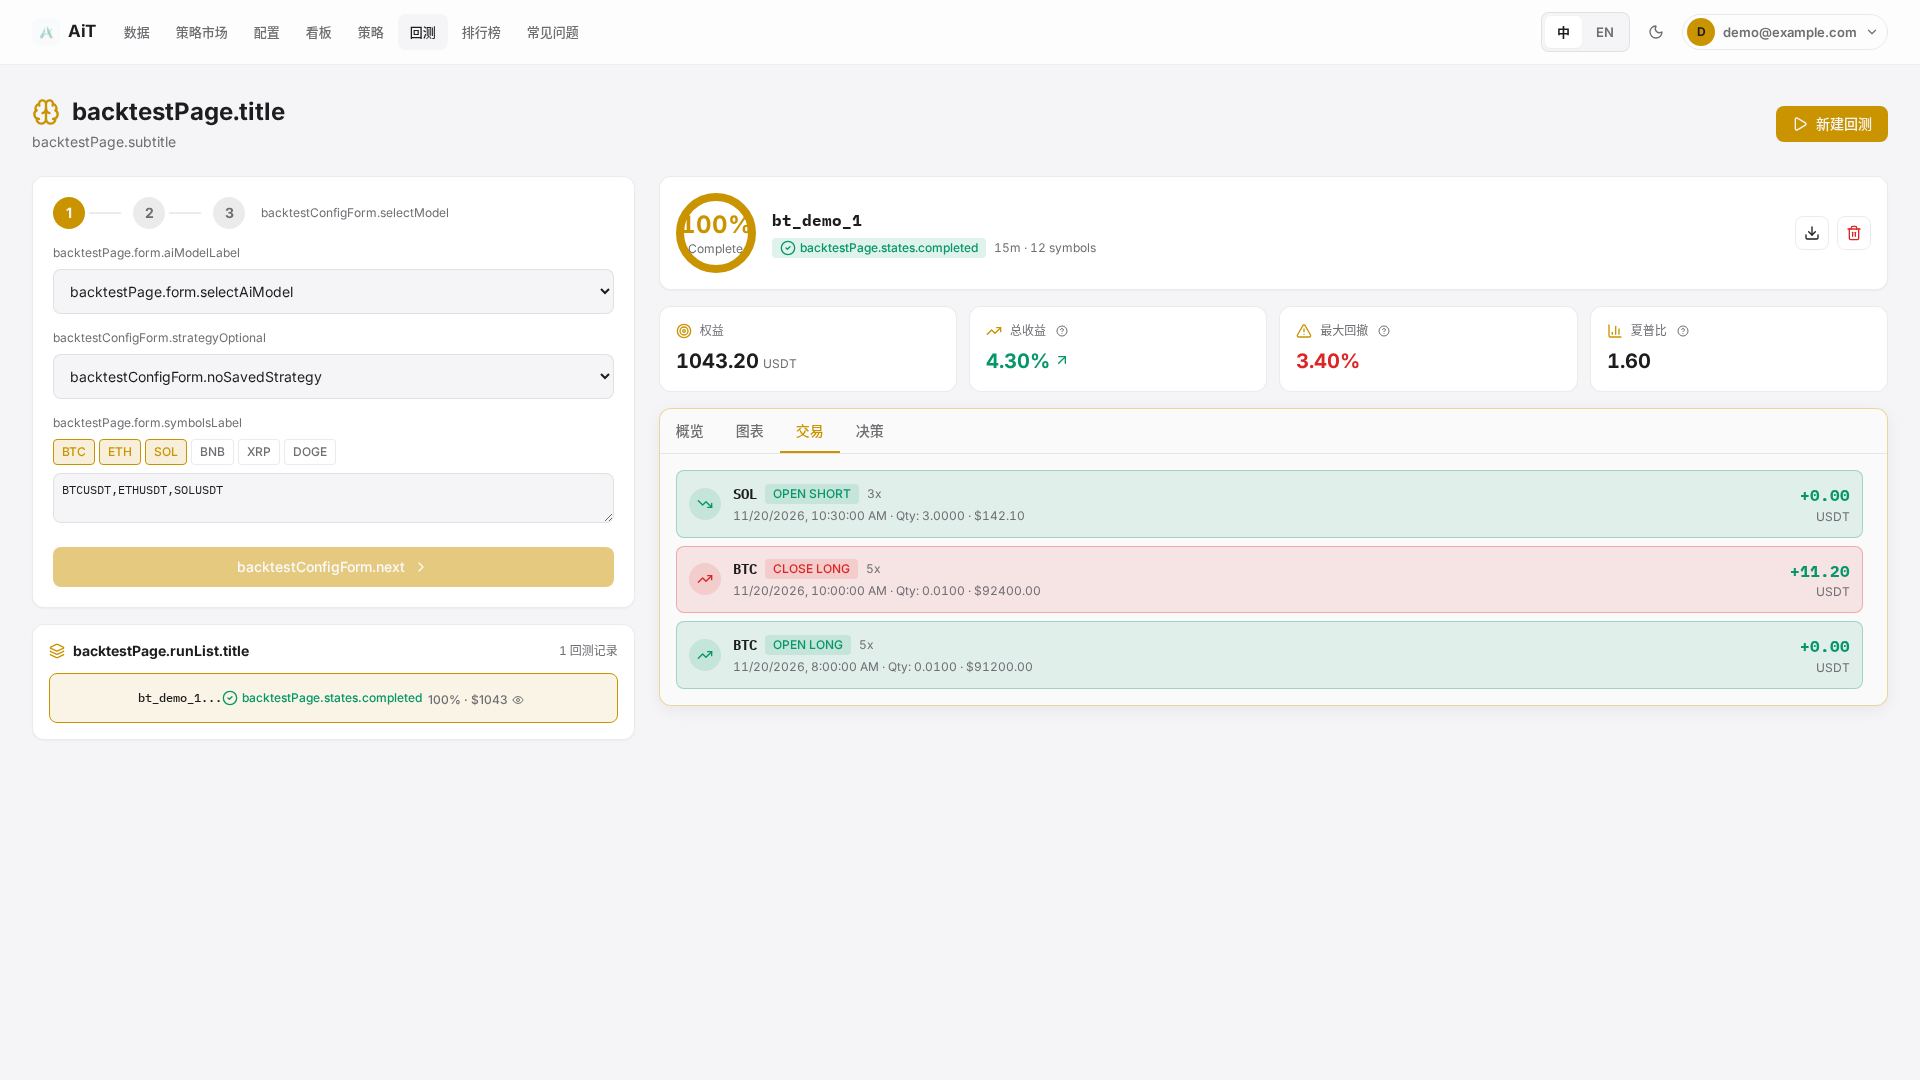 AiT 数据 策略市场 配置 看板 策略 回测 排行榜 常见问题 中 EN D demo@example.com
backtestPage.title
backtestPage.subtitle
新建回测
1 2 3 backtestConfigForm.selectModel
backtestPage.form.aiModelLabel
backtestPage.form.selectAiModel
backtestConfigForm.strategyOptional
backtestConfigForm.noSavedStrategy
backtestPage.form.symbolsLabel
BTC ETH SOL BNB XRP DOGE
BTCUSDT,ETHUSDT,SOLUSDT
backtestConfigForm.next
backtestPage.runList.title 1 回测记录
bt_demo_1... backtestPage.states.completed 100% · $1043
100%
Complete
bt_demo_1
backtestPage.states.completed 15m · 12 symbols
权益
1043.20 USDT
总收益
4.30%
最大回撤
3.40%
夏普比
1.60
概览 图表 交易 决策
SOL OPEN SHORT 3x
11/20/2026, 10:30:00 AM · Qty: 3.0000 · $142.10
+0.00
USDT
BTC CLOSE LONG 5x
11/20/2026, 10:00:00 AM · Qty: 0.0100 · $92400.00
+11.20
USDT
BTC OPEN LONG 5x
11/20/2026, 8:00:00 AM · Qty: 0.0100 · $91200.00
+0.00
USDT